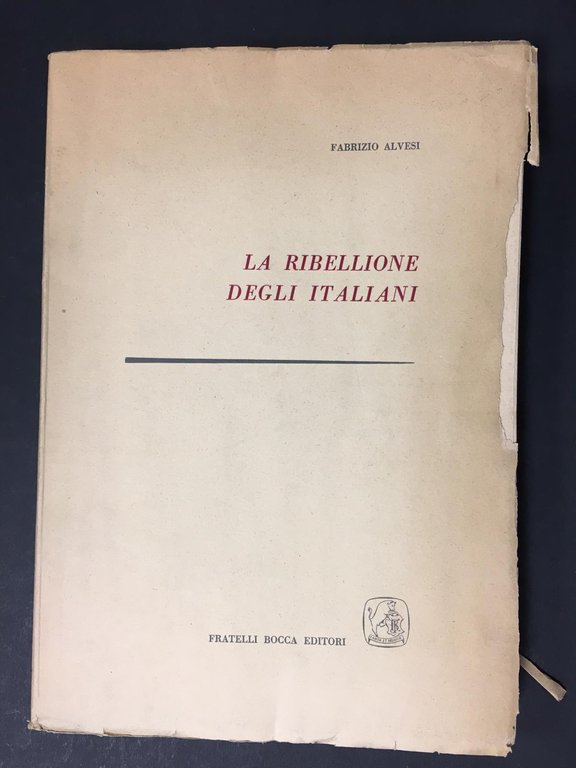 FABRIZIO ALVESI
LA RIBELLIONE
DEGLI ITALIANI
FRATELLI BOCCA EDITORI